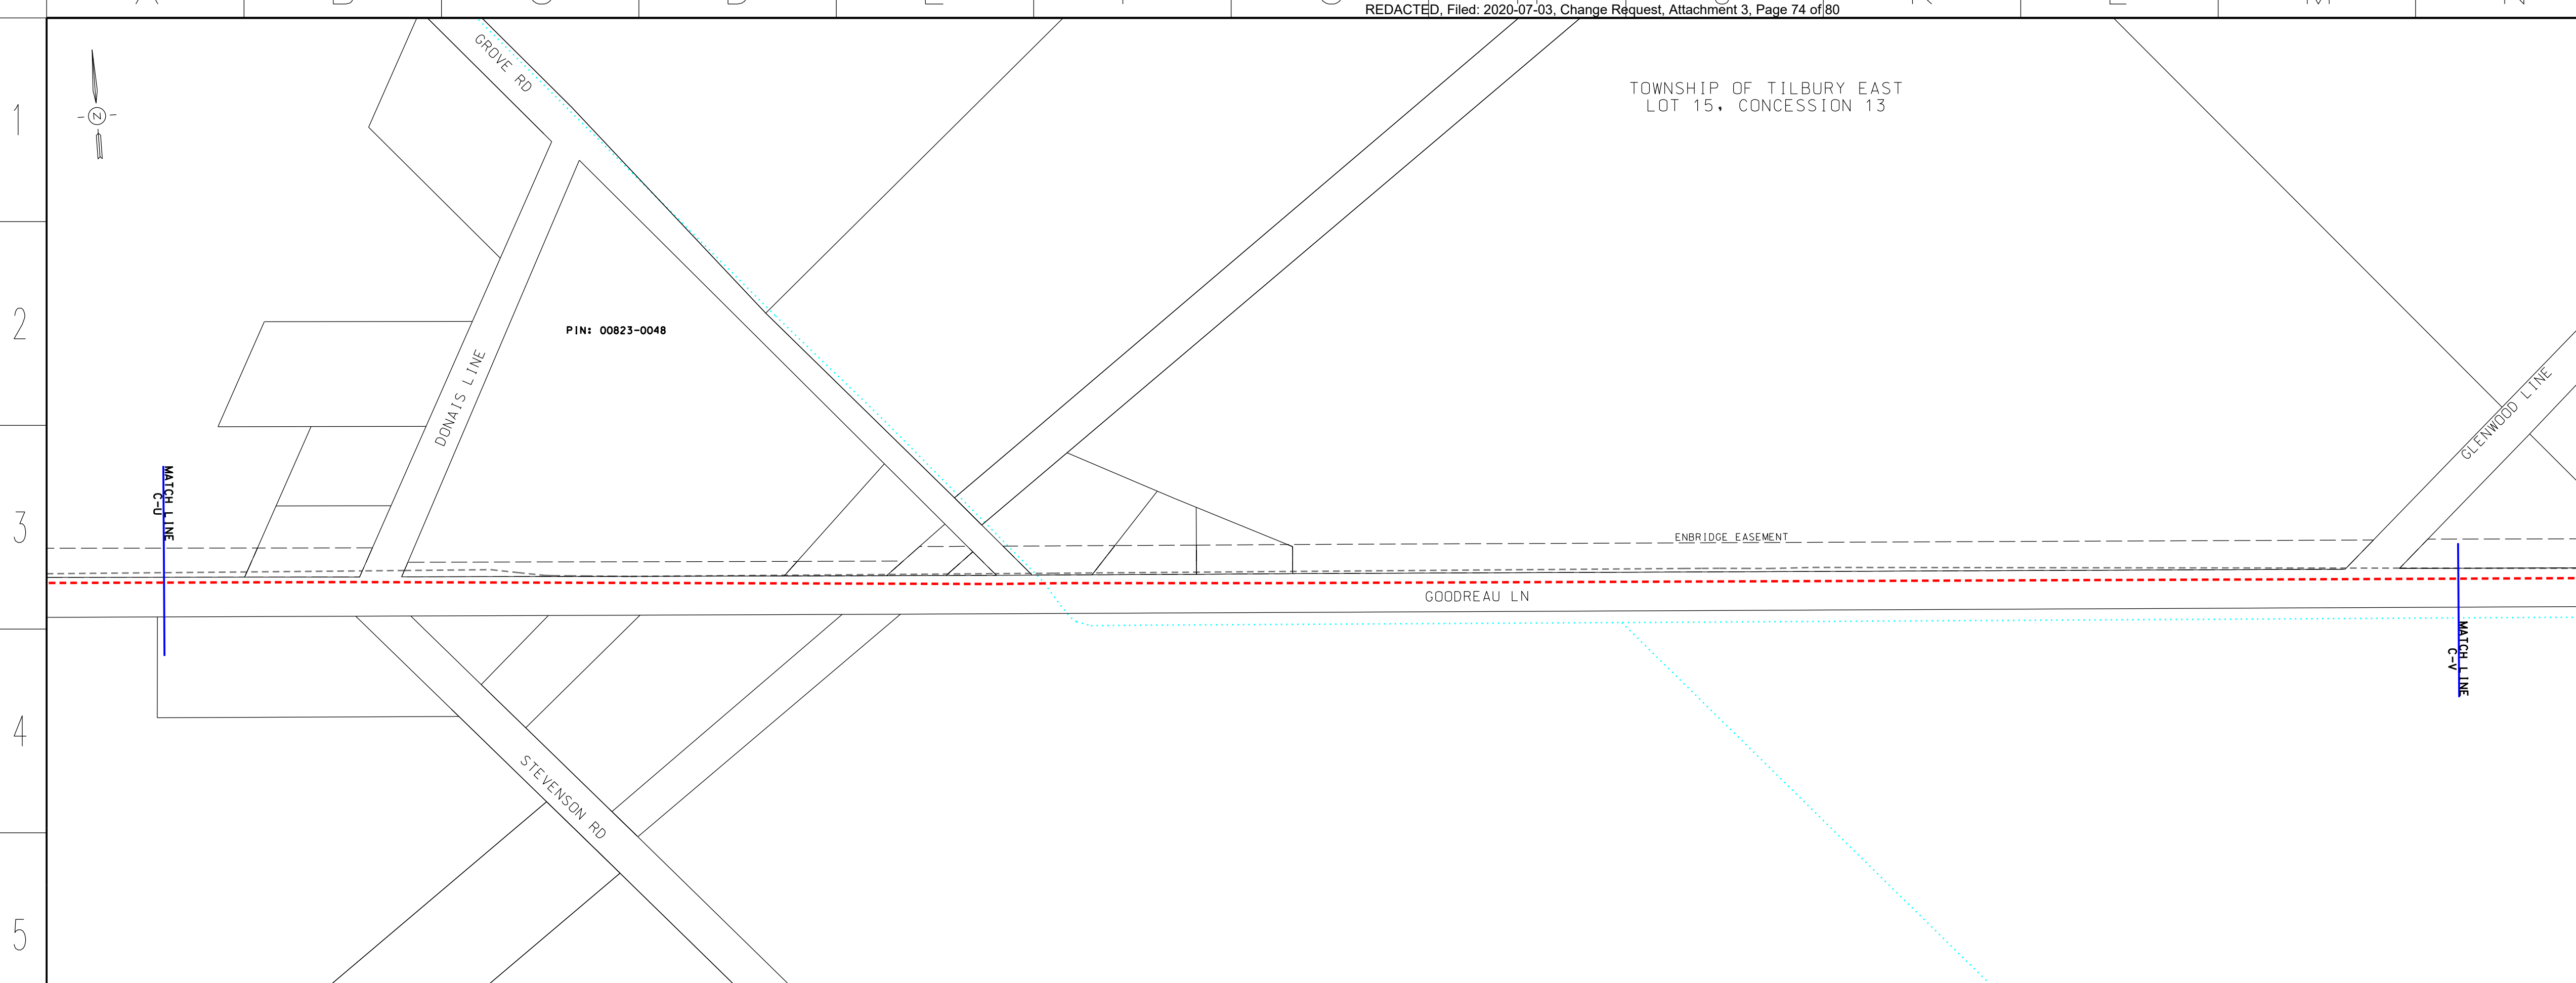 REDACTED, Filed: 2020-07-03, Change Request, Attachment 3, Page 74 of 80
1
2
3
4
5
N
GROVE RD
TOWNSHIP OF TILBURY EAST
LOT 15, CONCESSION 13
PIN: 00823-0048
DONAIS LINE
GLENWOOD LINE
MATCH LINE
C-U
ENBRIDGE EASEMENT
GOODREAU LN
MATCH LINE
C-V
STEVENSON RD